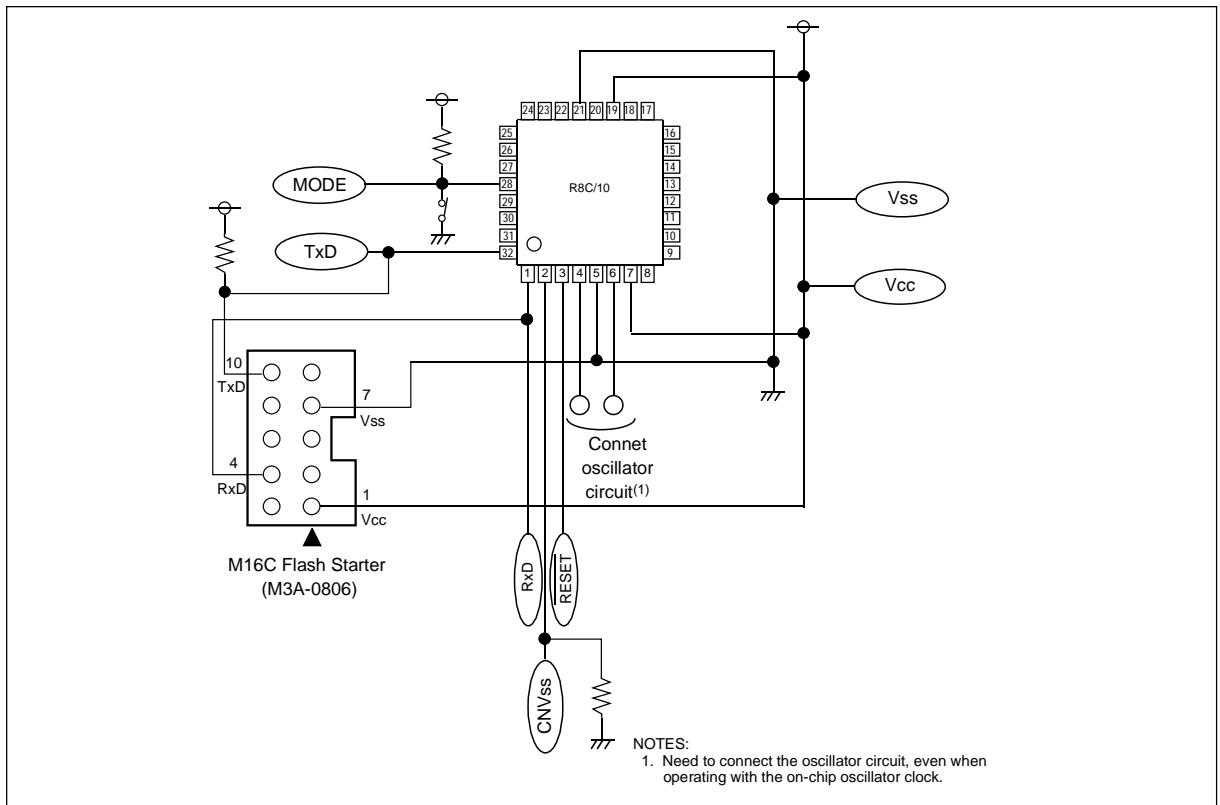 24 23 22 21 20 19 18 17
25
26
27
28
29
30
31
32
16
15
14
13
12
11
10
9
R8C/10
1 2 3 4 5 6 7 8
MODE
TxD
Vss
Vcc
10
TxD
7
Vss
4
RxD
1
Vcc
M16C Flash Starter
(M3A-0806)
Connet
oscillator
circuit(1)
RxD
RESET
CNVss
NOTES:
1. Need to connect the oscillator circuit, even when
operating with the on-chip oscillator clock.